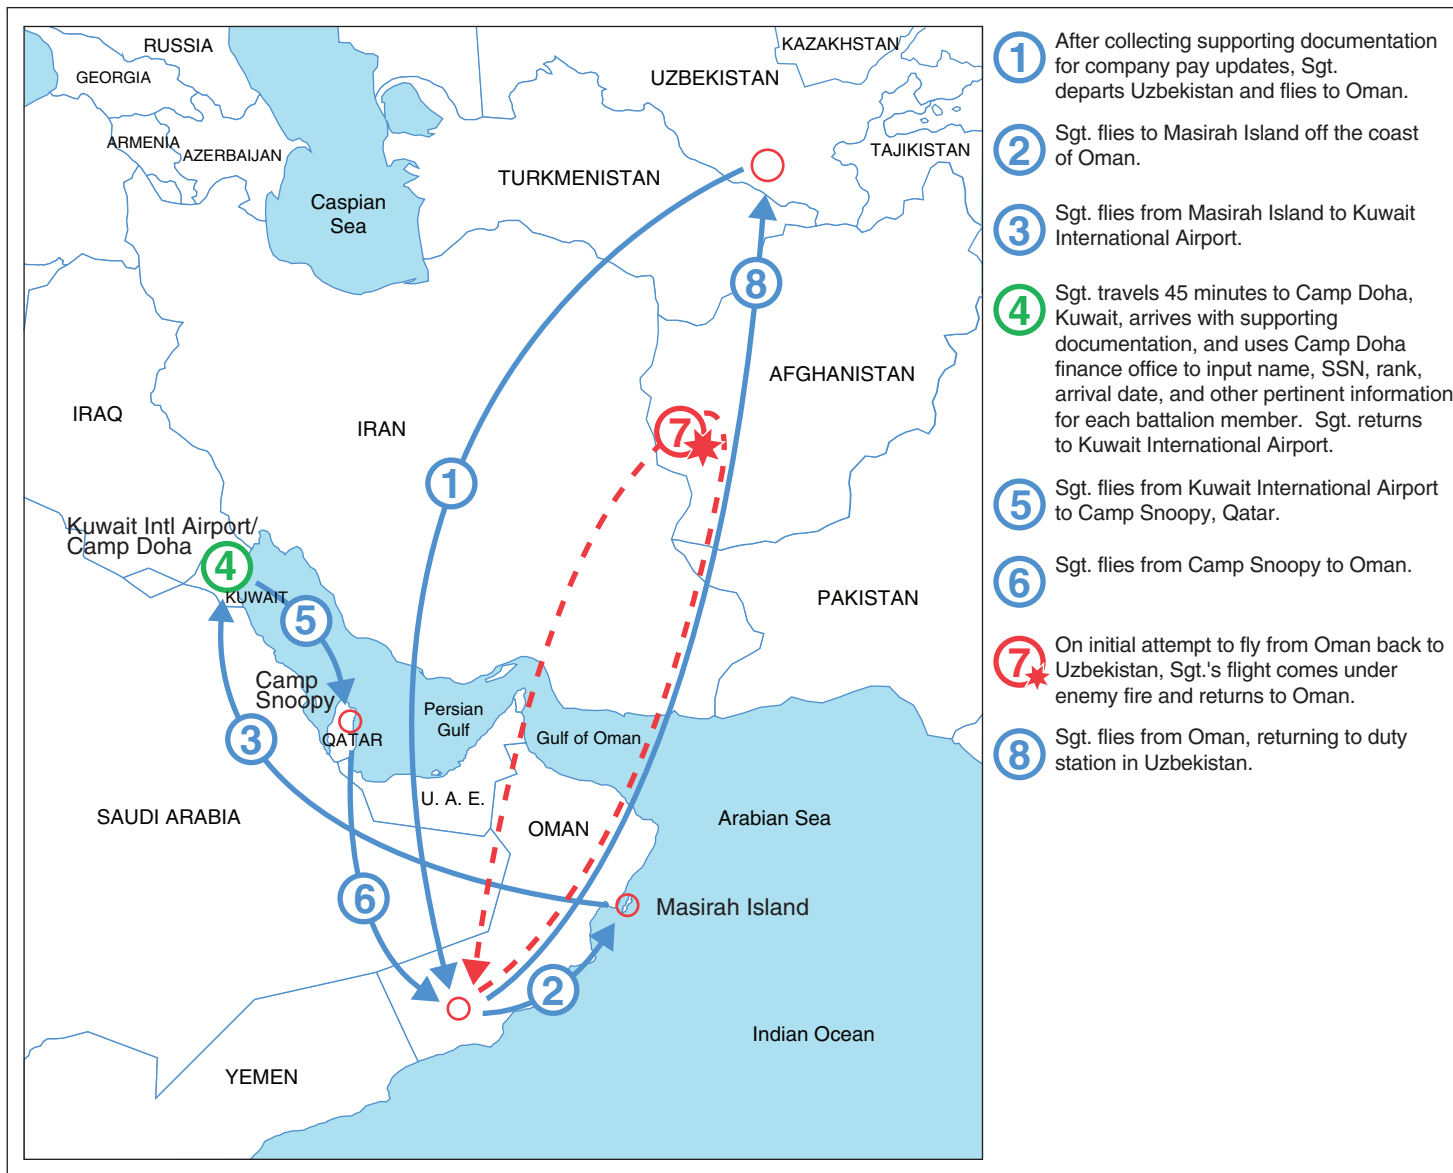 RUSSIA
GEORGIA
ARMENIA
AZERBAIJAN
Caspian
Sea
TURKMENISTAN
UZBEKISTAN
KAZAKHSTAN
TAJIKISTAN
8
AFGHANISTAN
IRAQ
IRAN
7
1
Kuwait Intl Airport/
Camp Doha
4
KUWAIT
5
PAKISTAN
Camp
Snoopy
QATAR
3
Persian
Gulf
Gulf of Oman
U. A. E.
SAUDI ARABIA
OMAN
Arabian Sea
6
Masirah Island
2
Indian Ocean
YEMEN
1
After collecting supporting documentation
for company pay updates, Sgt.
departs Uzbekistan and flies to Oman.
2
Sgt. flies to Masirah Island off the coast
of Oman.
3
Sgt. flies from Masirah Island to Kuwait
International Airport.
4
Sgt. travels 45 minutes to Camp Doha,
Kuwait, arrives with supporting
documentation, and uses Camp Doha
finance office to input name, SSN, rank,
arrival date, and other pertinent information
for each battalion member. Sgt. returns
to Kuwait International Airport.
5
Sgt. flies from Kuwait International Airport
to Camp Snoopy, Qatar.
6
Sgt. flies from Camp Snoopy to Oman.
7
On initial attempt to fly from Oman back to
Uzbekistan, Sgt.'s flight comes under
enemy fire and returns to Oman.
8
Sgt. flies from Oman, returning to duty
station in Uzbekistan.